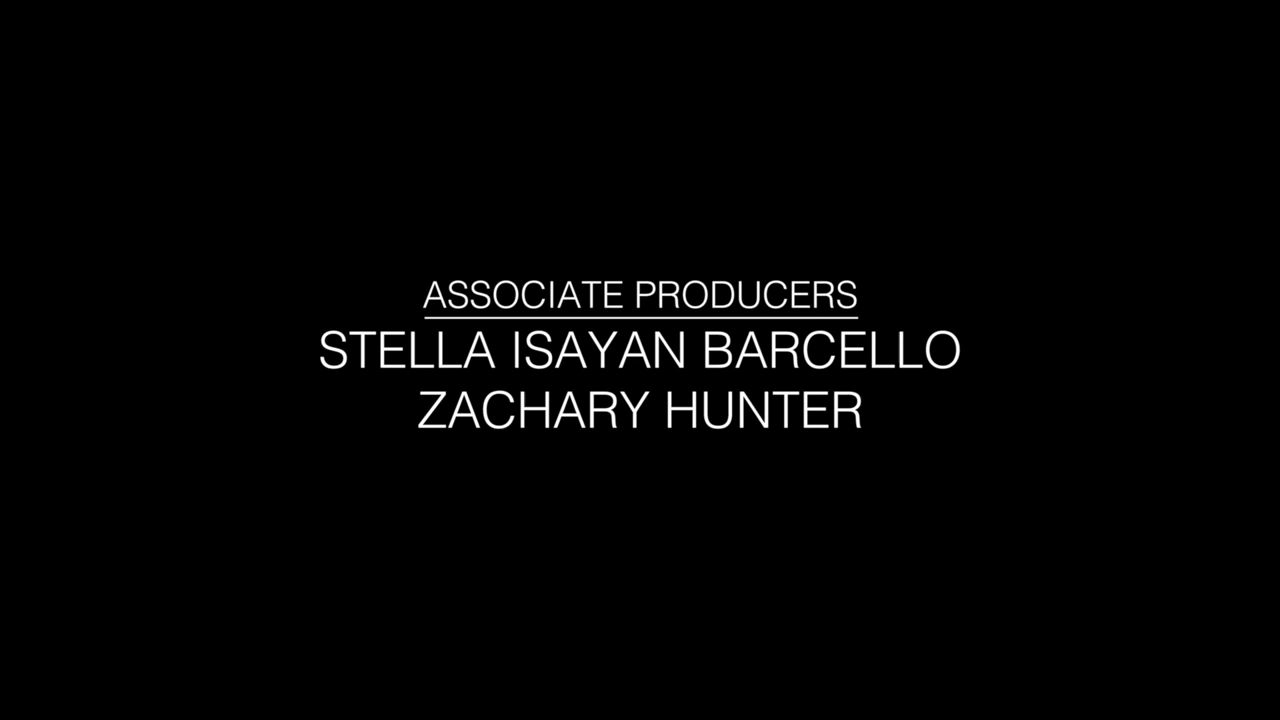 ASSOCIATE PRODUCERS
STELLA ISAYAN BARCELLO
ZACHARY HUNTER